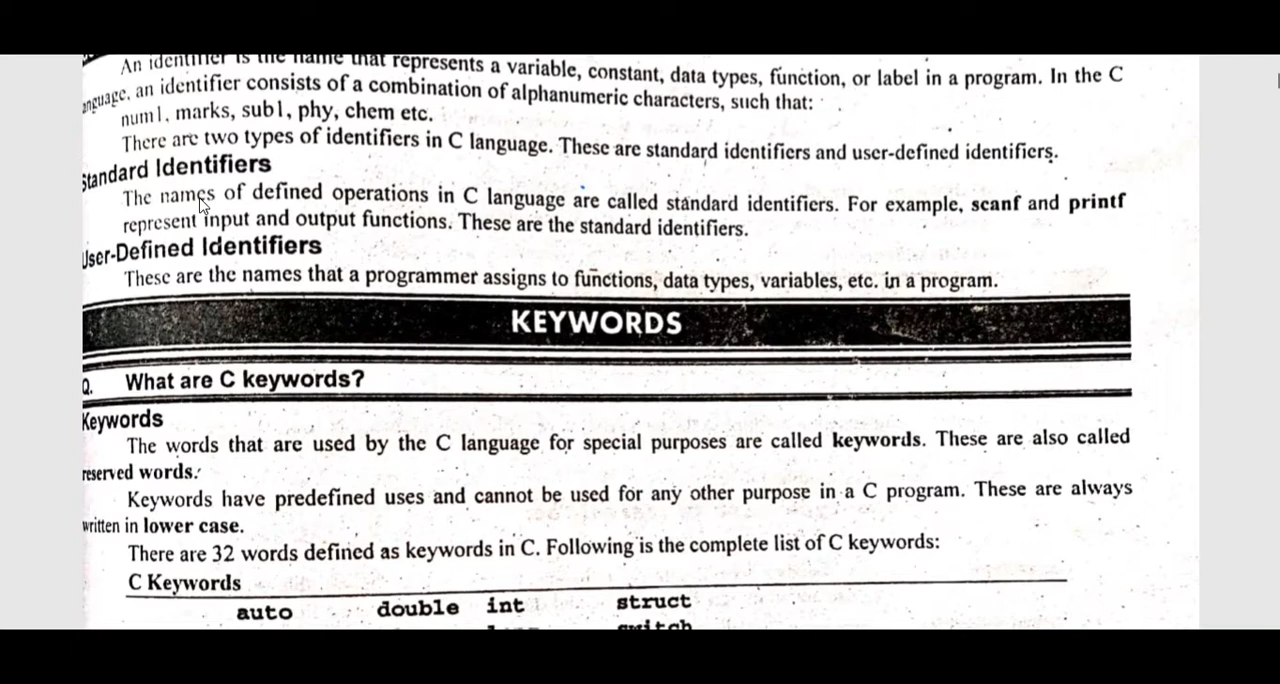 An identifier is the name that represents a variable, constant, data types, function, or label in a program. In the C
language, an identifier consists of a combination of alphanumeric characters, such that:
num1, marks, sub1, phy, chem etc.
There are two types of identifiers in C language. These are standard identifiers and user-defined identifiers.
Standard Identifiers
The names of defined operations in C language are called standard identifiers. For example, scanf and printf
represent input and output functions. These are the standard identifiers.
User-Defined Identifiers
These are the names that a programmer assigns to functions, data types, variables, etc. in a program.
KEYWORDS
Q. What are C keywords?
Keywords
The words that are used by the C language for special purposes are called keywords. These are also called
reserved words.
Keywords have predefined uses and cannot be used for any other purpose in a C program. These are always
written in lower case.
There are 32 words defined as keywords in C. Following is the complete list of C keywords:
C Keywords
auto double int struct
switch